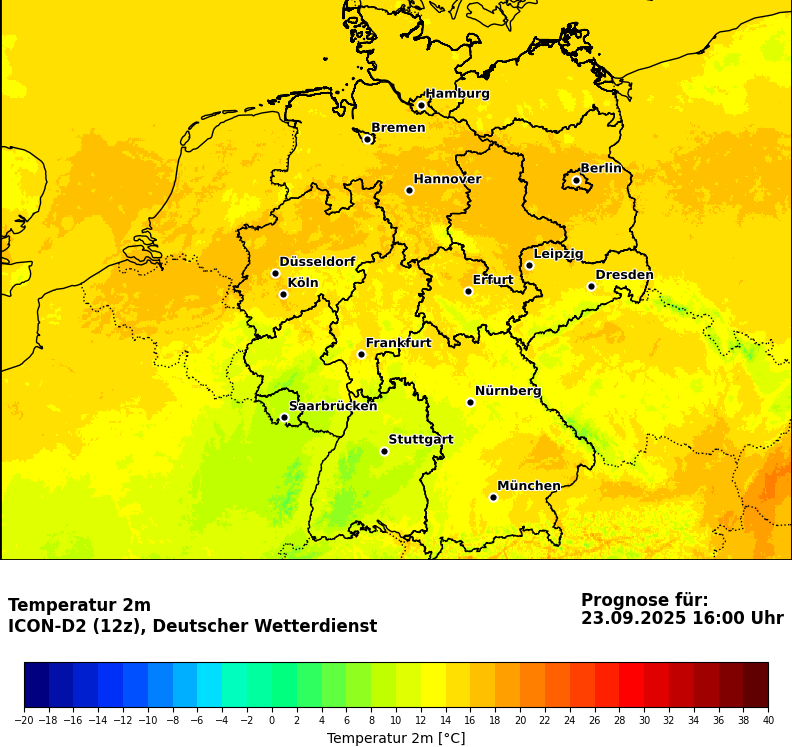 Hamburg
Bremen
Berlin
Hannover
Leipzig
Düsseldorf
Dresden
Köln
Erfurt
Frankfurt
Nürnberg
Saarbrücken
Stuttgart
München
Temperatur 2m
ICON-D2 (12z), Deutscher Wetterdienst
Prognose für:
23.09.2025 16:00 Uhr
−20 −18 −16 −14 −12 −10 −8 −6 −4 −2 0 2 4 6 8 10 12 14 16 18 20 22 24 26 28 30 32 34 36 38 40
Temperatur 2m [°C]